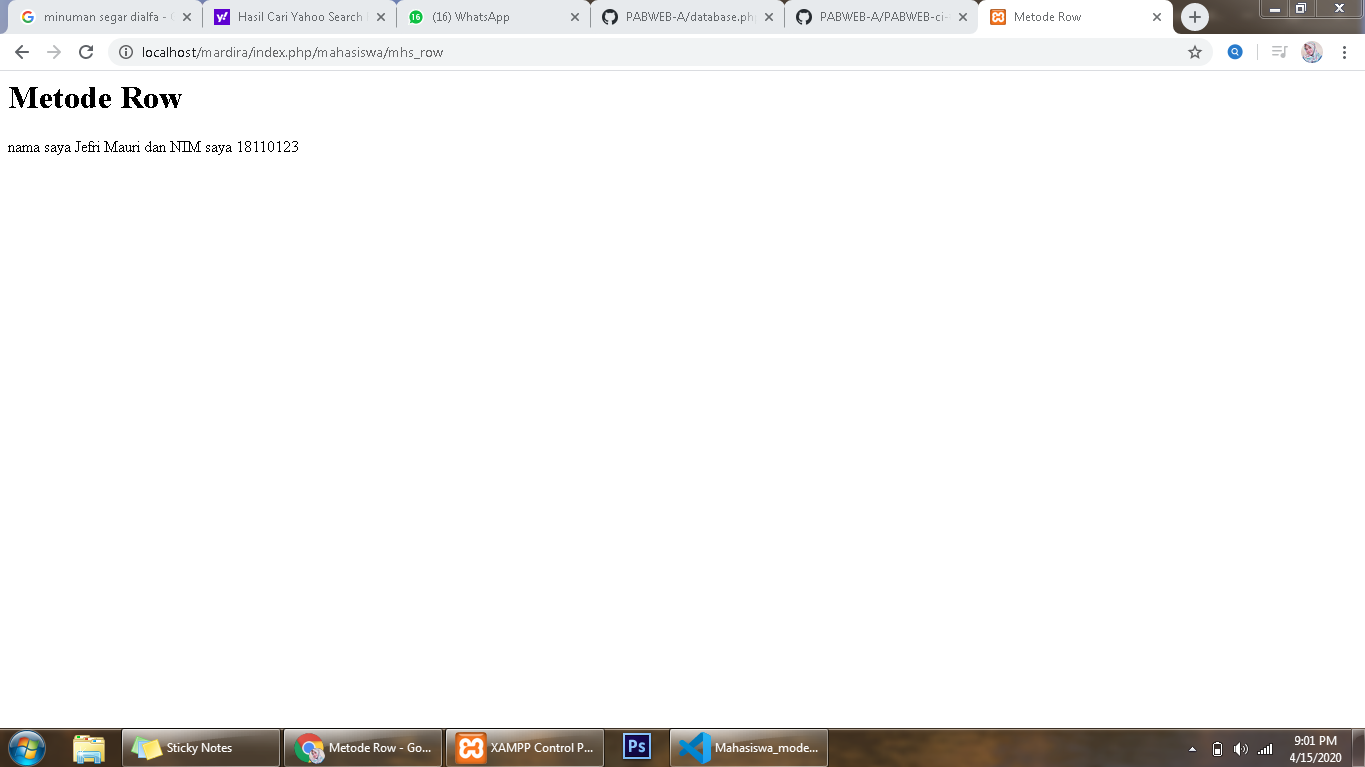 minuman segar dialfa - G
Hasil Cari Yahoo Search
(16) WhatsApp
PABWEB-A/database.ph
PABWEB-A/PABWEB-ci-
Metode Row
localhost/mardira/index.php/mahasiswa/mhs_row
Metode Row
nama saya Jefri Mauri dan NIM saya 18110123
Sticky Notes
Metode Row - Go...
XAMPP Control P...
Ps
Mahasiswa_mode...
9:01 PM
4/15/2020